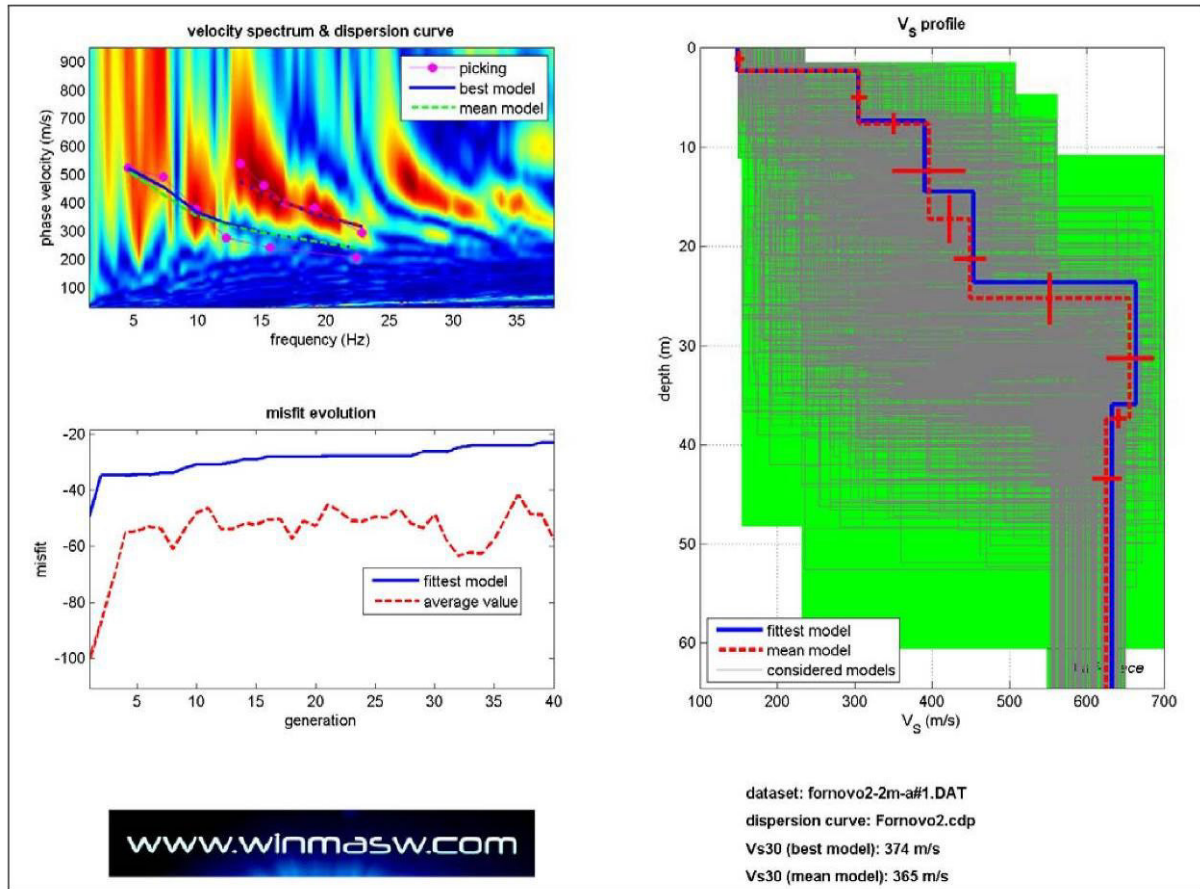 velocity spectrum & dispersion curve
900
800
700
600
500
400
300
200
100
phase velocity (m/s)
picking
best model
mean model
5
10
15
20
25
30
35
frequency (Hz)
misfit evolution
-20
-40
-60
-80
-100
misfit
fittest model
average value
5
10
15
20
25
30
35
40
generation
www.winmasw.com
VS profile
0
10
20
30
40
50
60
depth (m)
fittest model
mean model
considered models
100
200
300
400
500
600
700
VS (m/s)
dataset: fornovo2-2m-a#1.DAT
dispersion curve: Fornovo2.cdp
Vs30 (best model): 374 m/s
Vs30 (mean model): 365 m/s